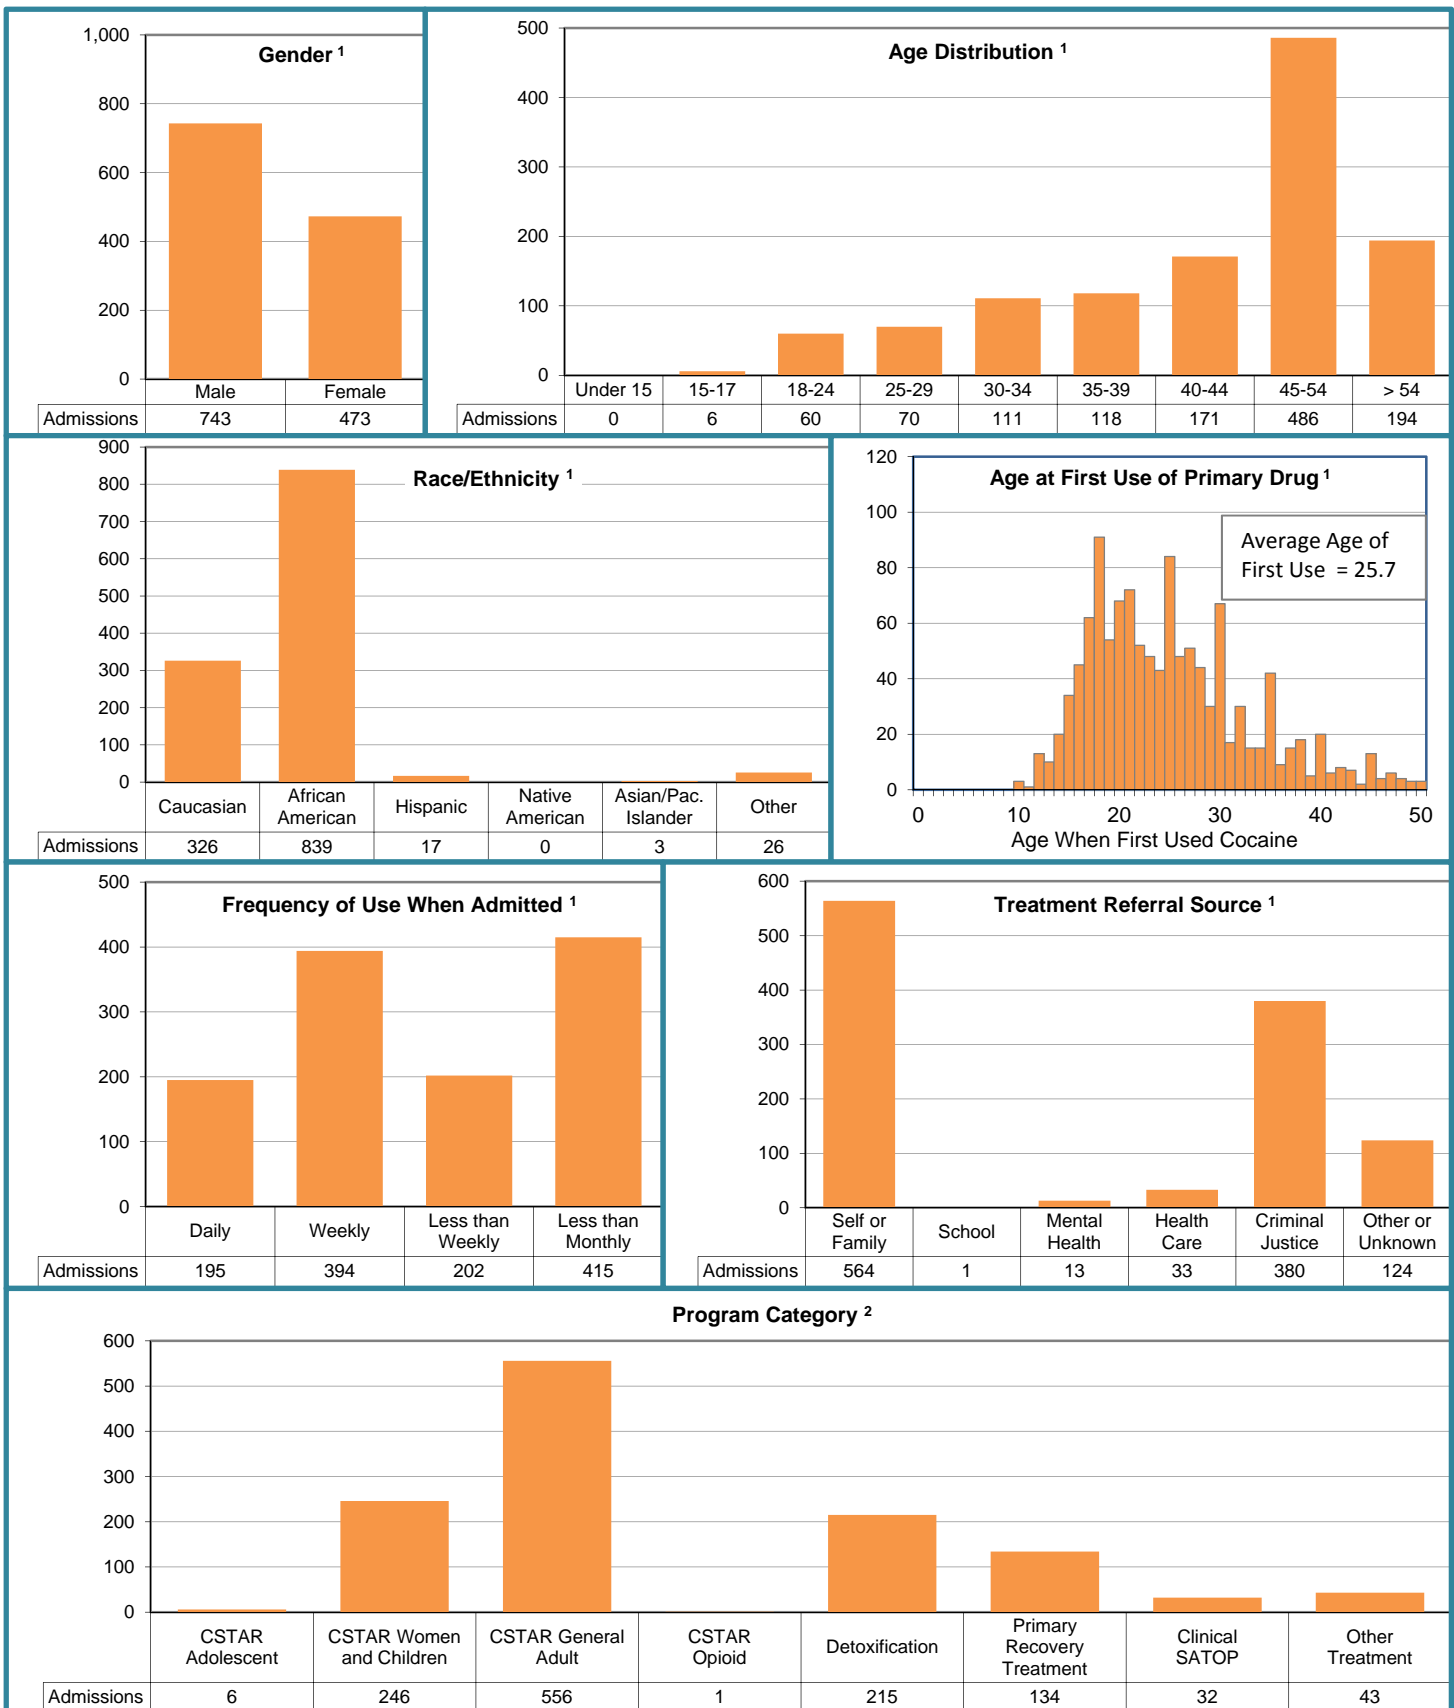 Gender ¹
1,000
800
600
400
200
0
Male Female
Admissions 743 473
Age Distribution ¹
500
400
300
200
100
0
Under 15 15-17 18-24 25-29 30-34 35-39 40-44 45-54 > 54
Admissions 0 6 60 70 111 118 171 486 194
Race/Ethnicity ¹
900
800
700
600
500
400
300
200
100
0
Caucasian African American Hispanic Native American Asian/Pac. Islander Other
Admissions 326 839 17 0 3 26
Age at First Use of Primary Drug ¹
Average Age of
First Use = 25.7
120
100
80
60
40
20
0
0 10 20 30 40 50
Age When First Used Cocaine
Frequency of Use When Admitted ¹
500
400
300
200
100
0
Daily Weekly Less than Weekly Less than Monthly
Admissions 195 394 202 415
Treatment Referral Source ¹
600
500
400
300
200
100
0
Self or Family School Mental Health Health Care Criminal Justice Other or Unknown
Admissions 564 1 13 33 380 124
Program Category ²
600
500
400
300
200
100
0
CSTAR Adolescent CSTAR Women and Children CSTAR General Adult CSTAR Opioid Detoxification Primary Recovery Treatment Clinical SATOP Other Treatment
Admissions 6 246 556 1 215 134 32 43